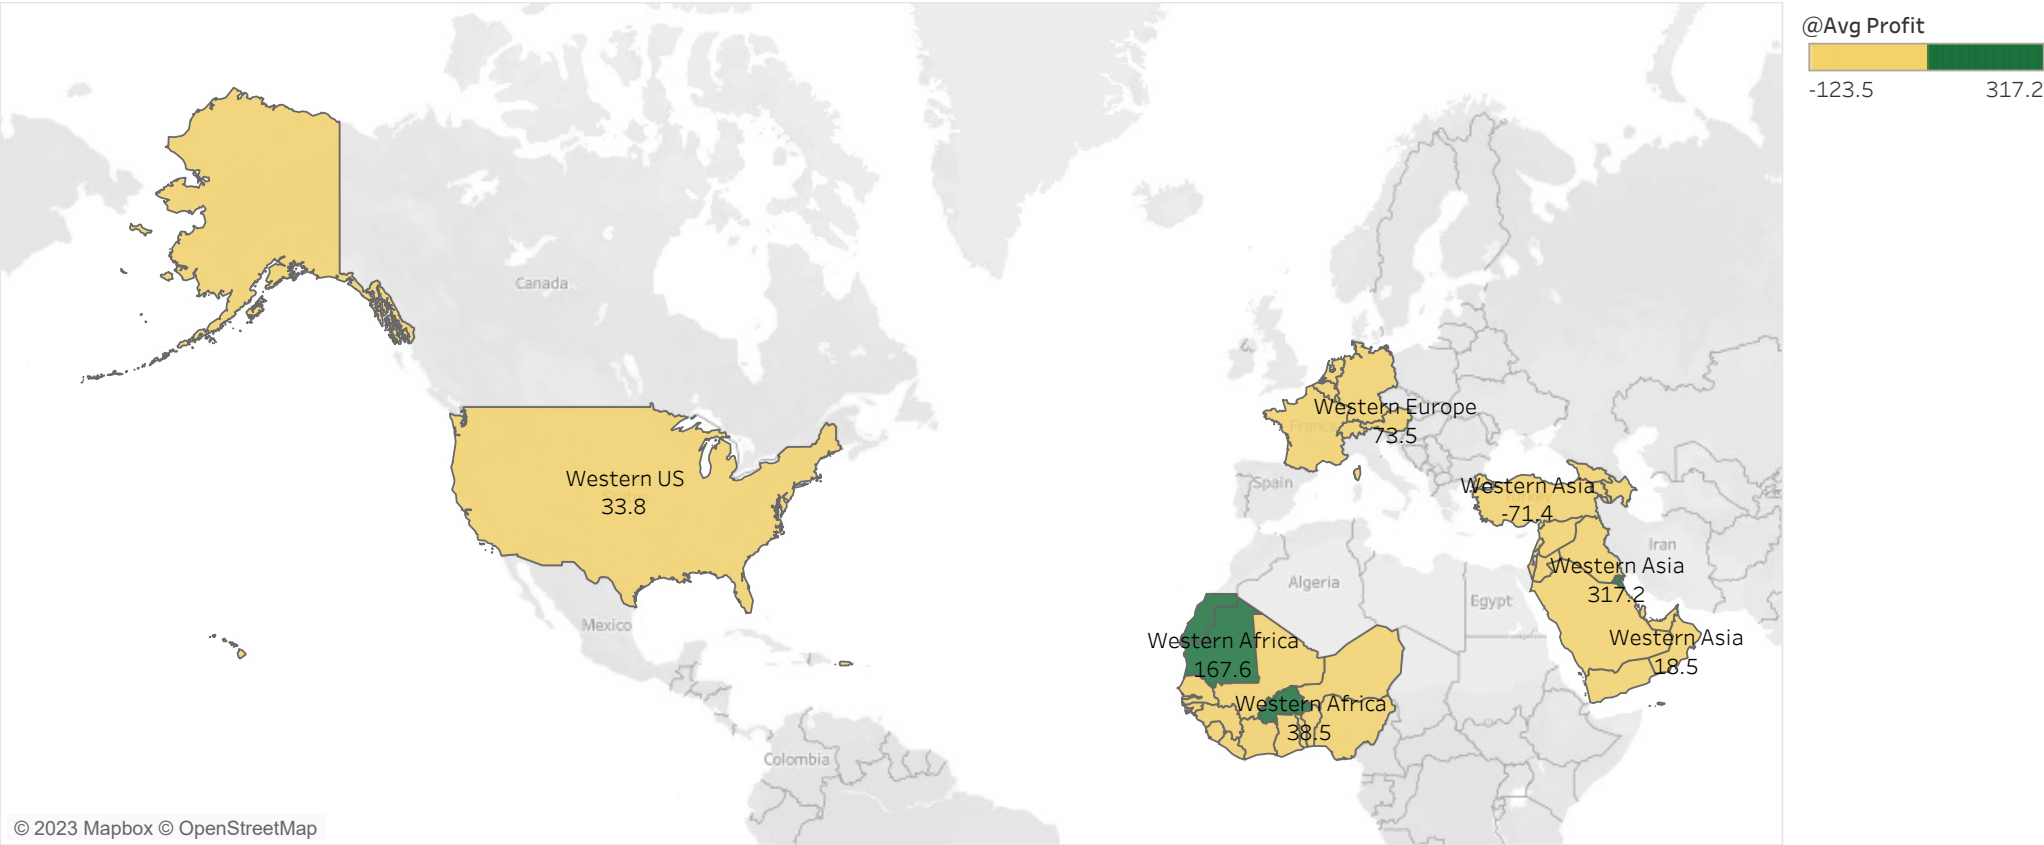 @Avg Profit
-123.5
317.2
Canada
Western US
33.8
Mexico
Colombia
Western Europe
France
73.5
Spain
Western Asia
-71.4
Iran
Western Asia
317.2
Algeria
Egypt
Western Africa
167.6
Western Asia
18.5
Western Africa
38.5
© 2023 Mapbox © OpenStreetMap